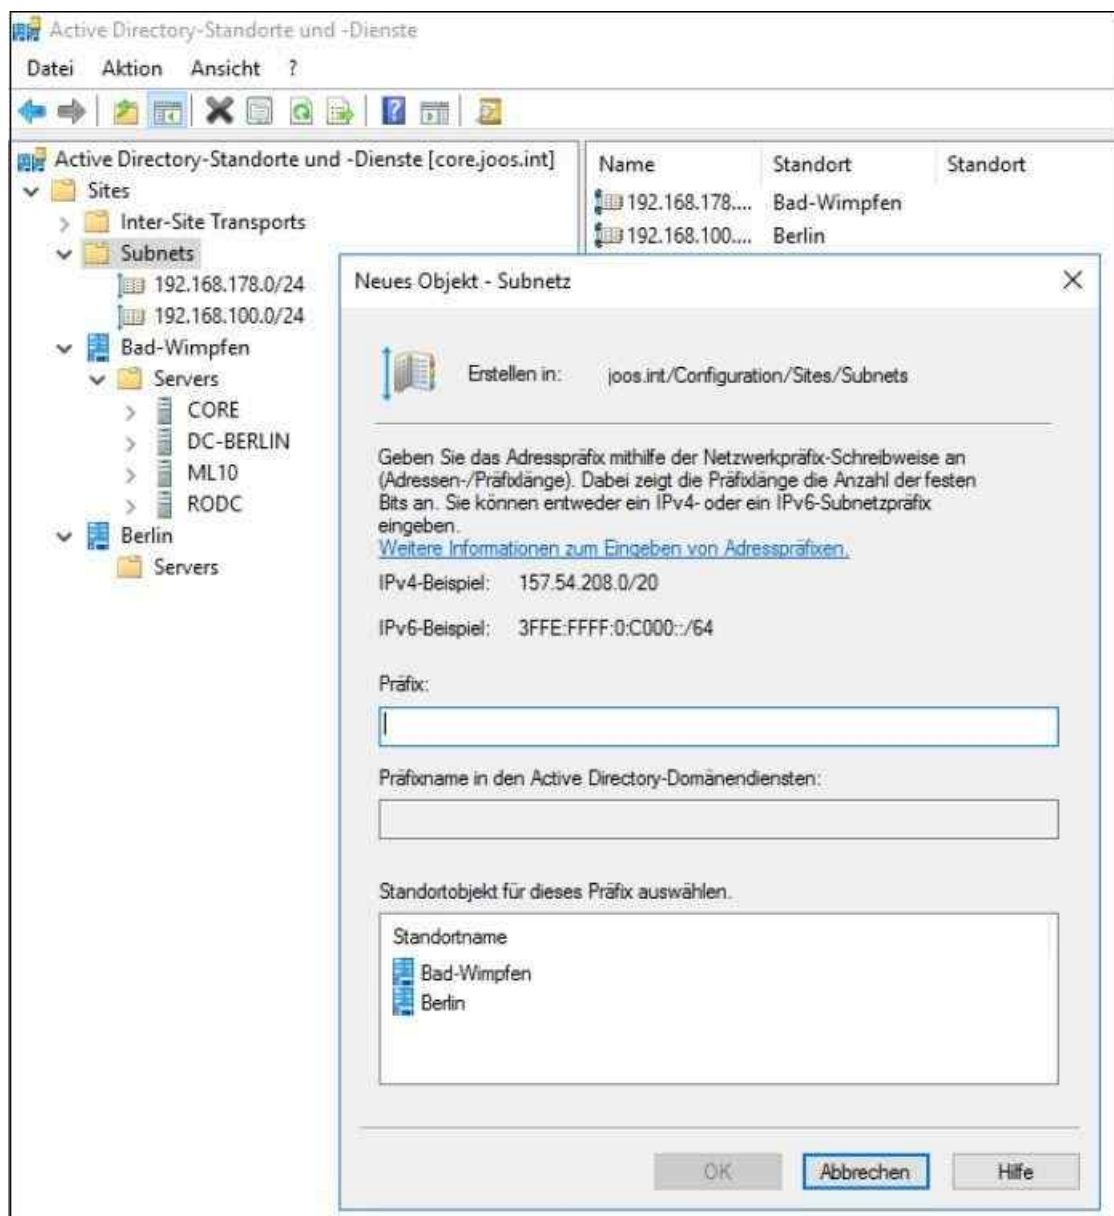 Active Directory-Standorte und -Dienste
Datei Aktion Ansicht ?
Active Directory-Standorte und -Dienste [core.joos.int]
Sites
Inter-Site Transports
Subnets
192.168.178.0/24
192.168.100.0/24
Bad-Wimpfen
Servers
CORE
DC-BERLIN
ML10
RODC
Berlin
Servers
Name Standort Standort
192.168.178.... Bad-Wimpfen
192.168.100.... Berlin
Neues Objekt - Subnetz
Erstellen in: joos.int/Configuration/Sites/Subnets
Geben Sie das Adresspräfix mithilfe der Netzwerkpräfix-Schreibweise an
(Adressen-/Präfixlänge). Dabei zeigt die Präfixlänge die Anzahl der festen
Bits an. Sie können entweder ein IPv4- oder ein IPv6-Subnetzpräfix
eingeben.
Weitere Informationen zum Eingeben von Adresspräfixen.
IPv4-Beispiel: 157.54.208.0/20
IPv6-Beispiel: 3FFE:FFFF:0:C000::/64
Präfix:
Präfixname in den Active Directory-Domänendiensten:
Standortobjekt für dieses Präfix auswählen.
Standortname
Bad-Wimpfen
Berlin
OK Abbrechen Hilfe